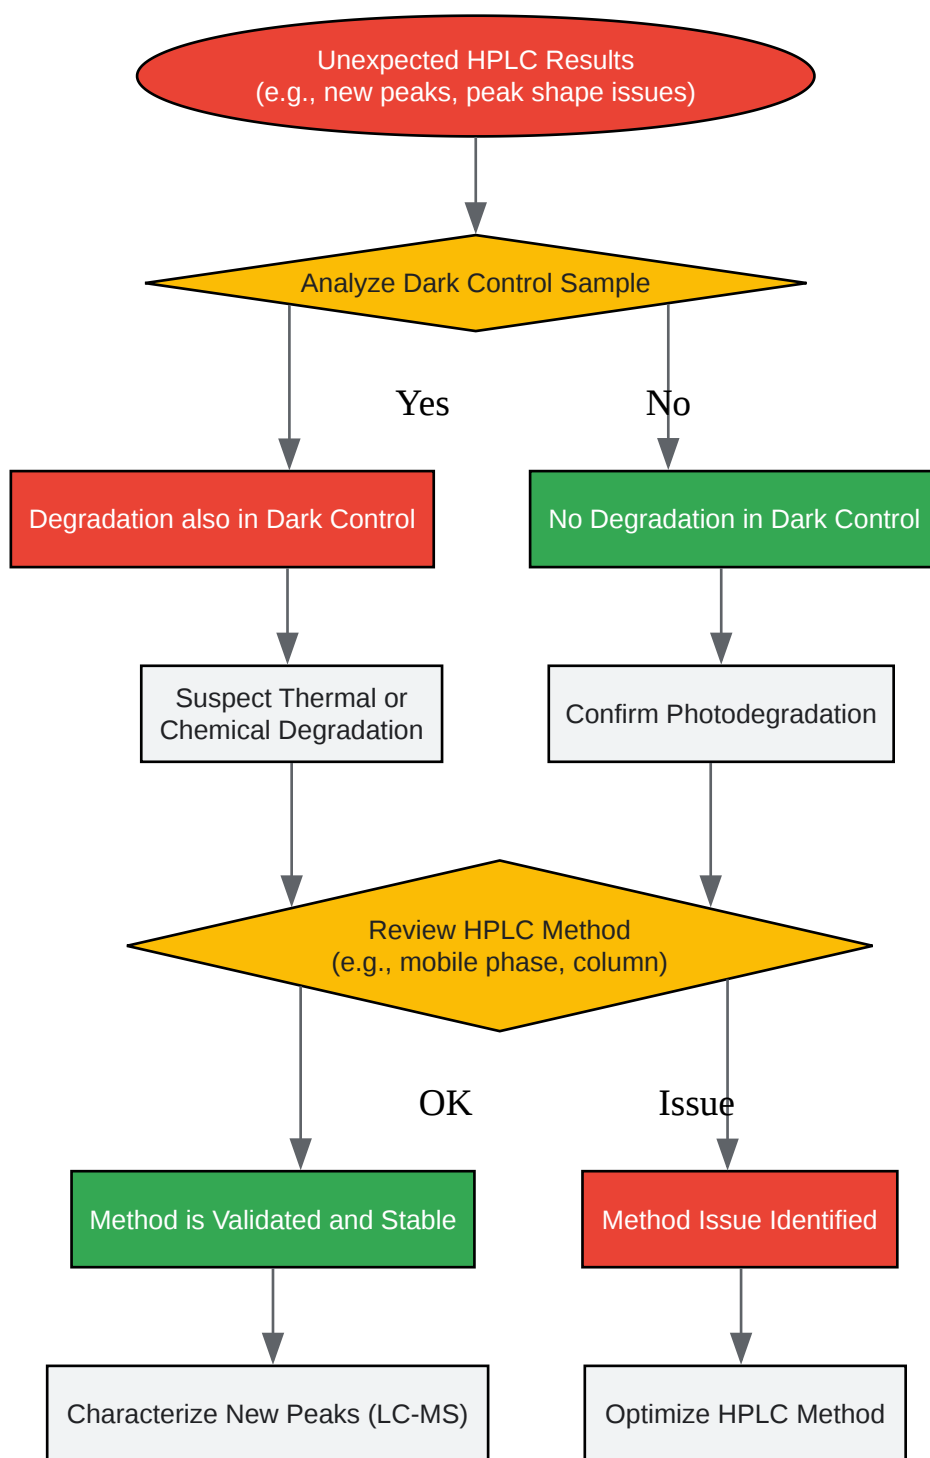 Unexpected HPLC Results
(e.g., new peaks, peak shape issues)
Analyze Dark Control Sample
Yes
No
Degradation also in Dark Control
No Degradation in Dark Control
Suspect Thermal or
Chemical Degradation
Confirm Photodegradation
Review HPLC Method
(e.g., mobile phase, column)
OK
Issue
Method is Validated and Stable
Method Issue Identified
Characterize New Peaks (LC-MS)
Optimize HPLC Method